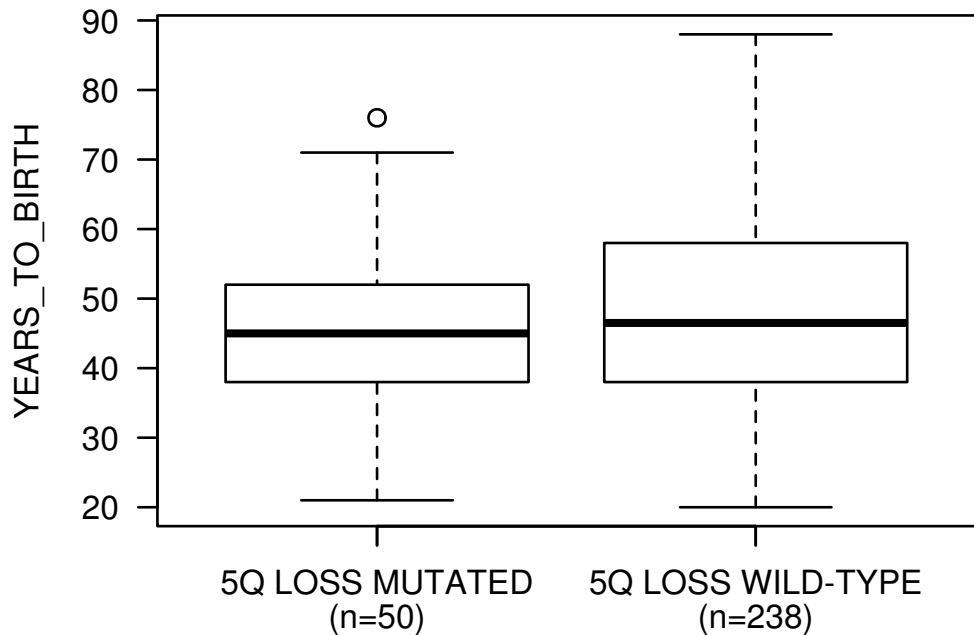 90
80
70
60
50
40
30
20
YEARS_TO_BIRTH
5Q LOSS MUTATED
(n=50)
5Q LOSS WILD-TYPE
(n=238)